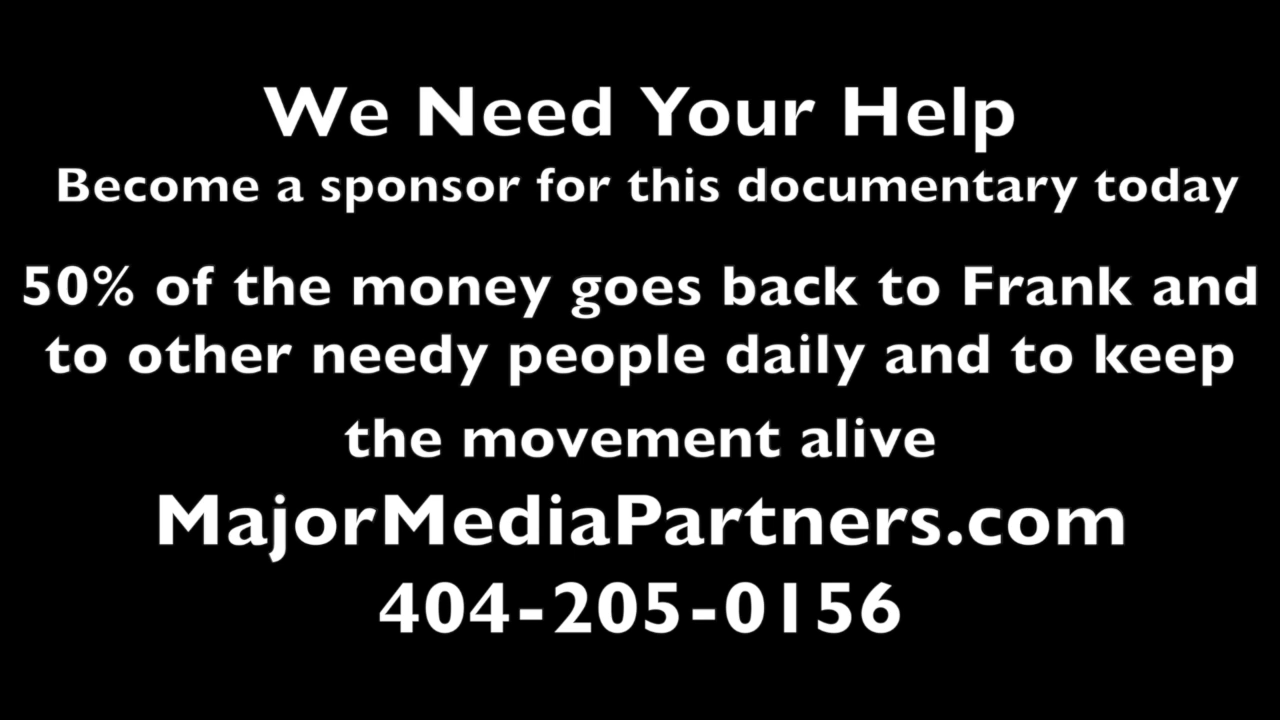 We Need Your Help
Become a sponsor for this documentary today
50% of the money goes back to Frank and
to other needy people daily and to keep
the movement alive
MajorMediaPartners.com
404-205-0156